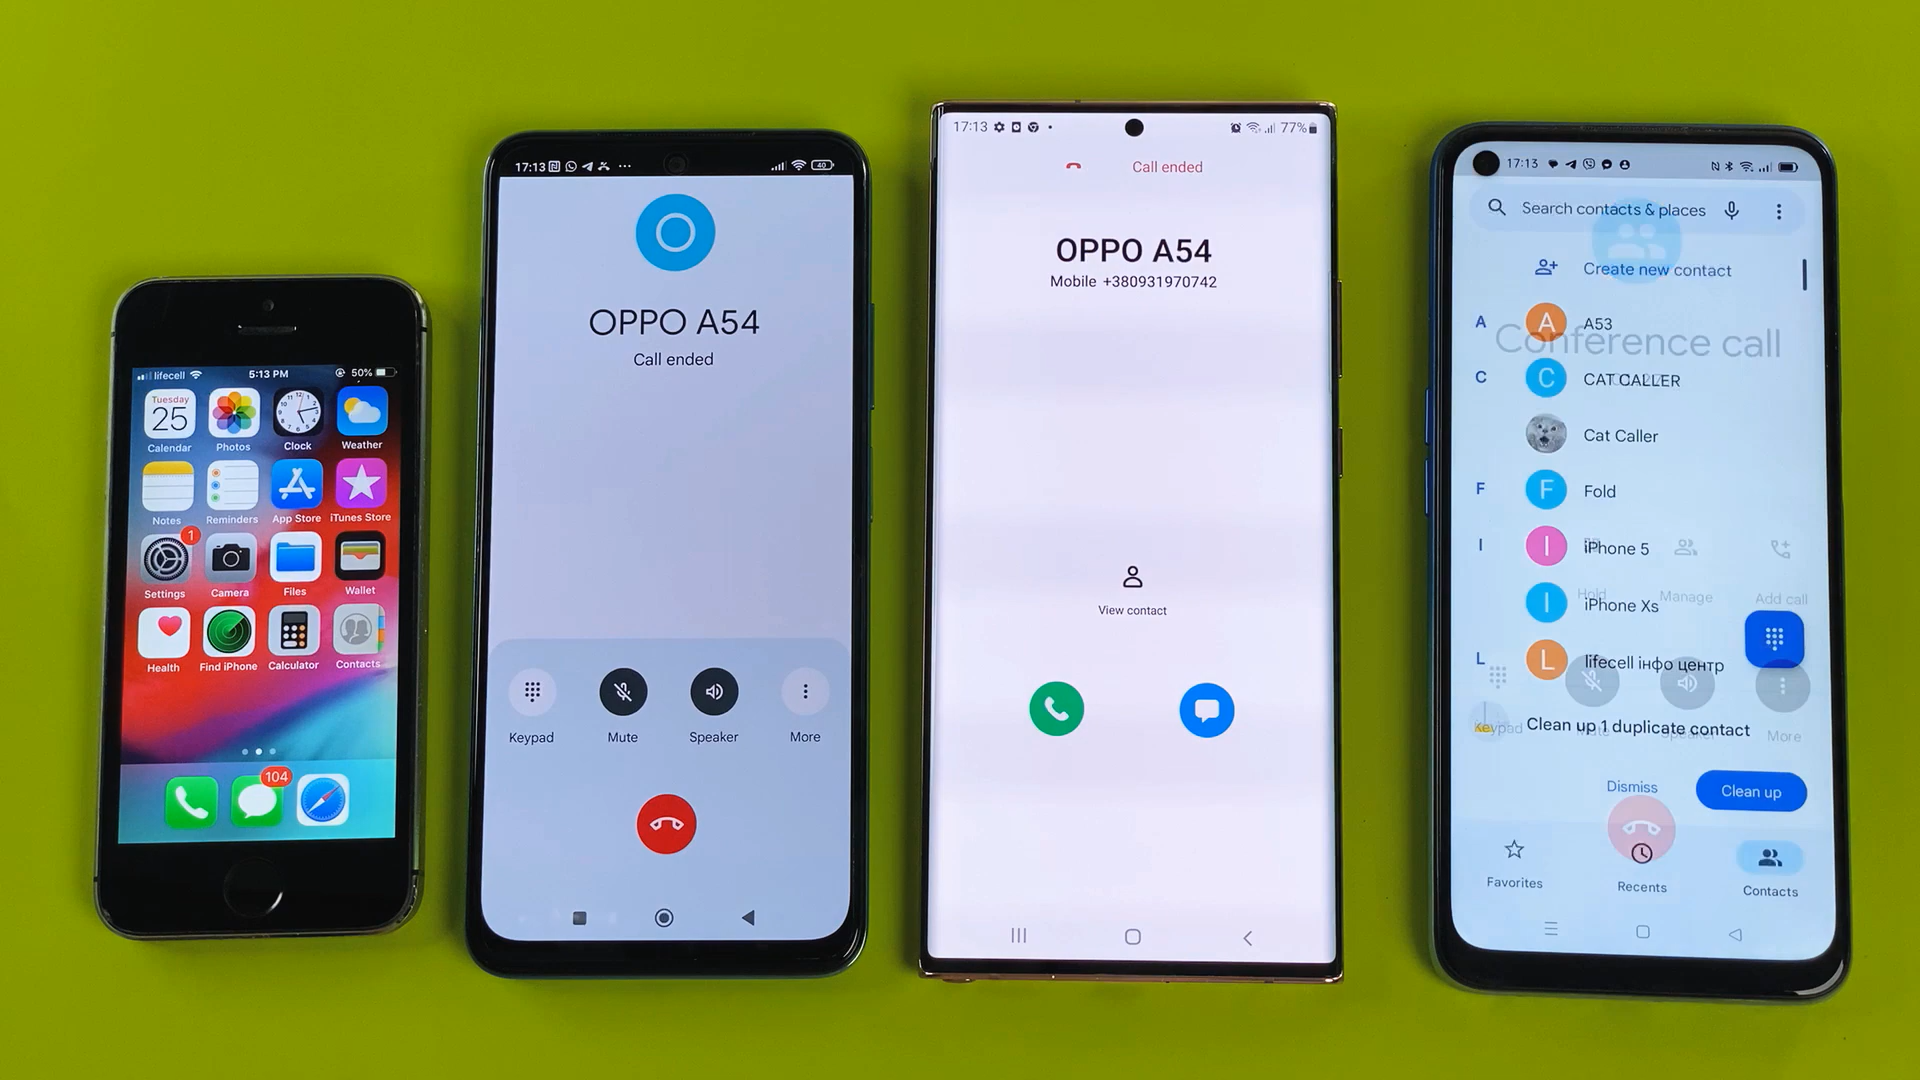 lifecell 5:13 PM 50%
Tuesday
25
Calendar Photos Clock Weather
Notes Reminders App Store iTunes Store
1
Settings Camera Files Wallet
Health Find iPhone Calculator Contacts
104
17:13 40
OPPO A54
Call ended
Keypad Mute Speaker More
17:13 77%
Call ended
OPPO A54
Mobile +380931970742
View contact
17:13
Search contacts & places
Create new contact
A A A53
Conference call
C C CAT CALLER
Cat Caller
F F Fold
I I iPhone 5
Hold Manage Add call
I iPhone Xs
L L lifecell інфо центр
Clean up 1 duplicate contact
Keypad Mute Speaker More
Dismiss Clean up
Favorites Recents Contacts